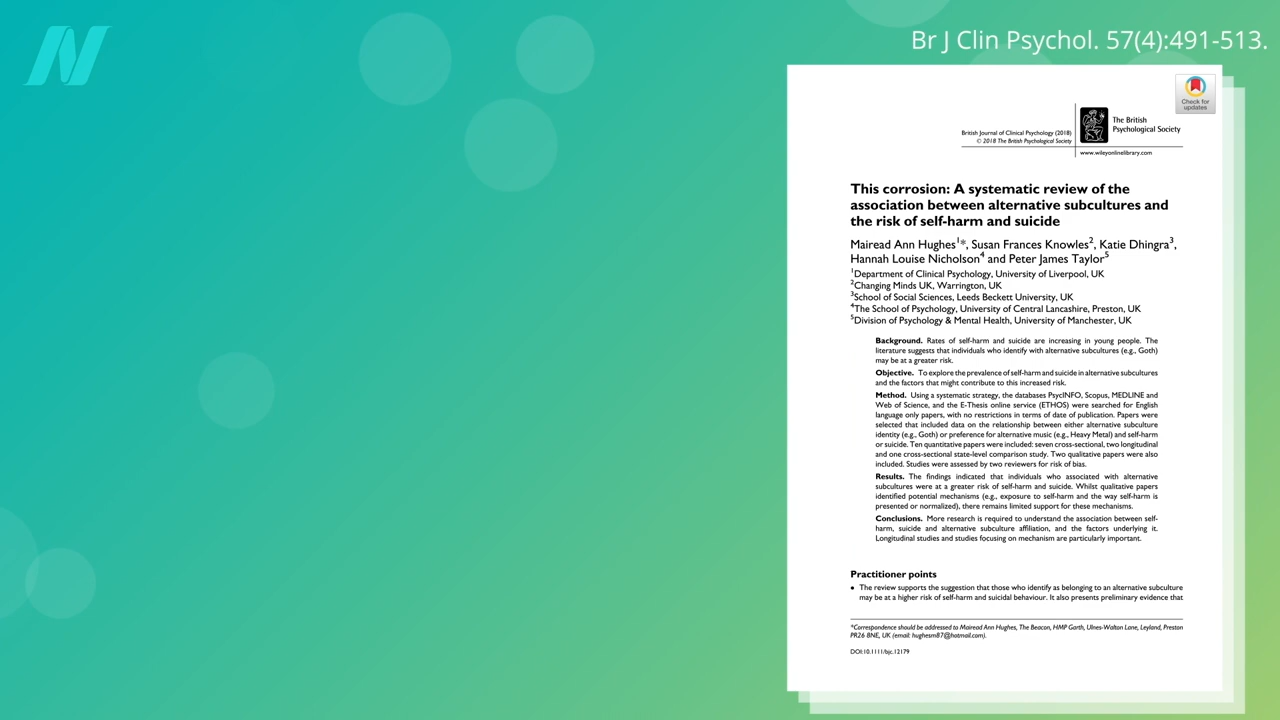 Br J Clin Psychol. 57(4):491-513.
Check for
updates
British Journal of Clinical Psychology (2018)
© 2018 The British Psychological Society
The British
Psychological Society
www.wileyonlinelibrary.com
This corrosion: A systematic review of the
association between alternative subcultures and
the risk of self-harm and suicide
Mairead Ann Hughes1*, Susan Frances Knowles2, Katie Dhingra3,
Hannah Louise Nicholson4 and Peter James Taylor5
1Department of Clinical Psychology, University of Liverpool, UK
2Changing Minds UK, Warrington, UK
3School of Social Sciences, Leeds Beckett University, UK
4The School of Psychology, University of Central Lancashire, Preston, UK
5Division of Psychology & Mental Health, University of Manchester, UK
Background. Rates of self-harm and suicide are increasing in young people. The
literature suggests that individuals who identify with alternative subcultures (e.g., Goth)
may be at a greater risk.
Objective. To explore the prevalence of self-harm and suicide in alternative subcultures
and the factors that might contribute to this increased risk.
Method. Using a systematic strategy, the databases PsycINFO, Scopus, MEDLINE and
Web of Science, and the E-Thesis online service (ETHOS) were searched for English
language only papers, with no restrictions in terms of date of publication. Papers were
selected that included data on the relationship between either alternative subculture
identity (e.g., Goth) or preference for alternative music (e.g., Heavy Metal) and self-harm
or suicide. Ten quantitative papers were included: seven cross-sectional, two longitudinal
and one cross-sectional state-level comparison study. Two qualitative papers were also
included. Studies were assessed by two reviewers for risk of bias.
Results. The findings indicated that individuals who associated with alternative
subcultures were at a greater risk of self-harm and suicide. Whilst qualitative papers
identified potential mechanisms (e.g., exposure to self-harm and the way self-harm is
presented or normalized), there remains limited support for these mechanisms.
Conclusions. More research is required to understand the association between self-
harm, suicide and alternative subculture affiliation, and the factors underlying it.
Longitudinal studies and studies focusing on mechanism are particularly important.
Practitioner points
• The review supports the suggestion that those who identify as belonging to an alternative subculture
may be at a higher risk of self-harm and suicidal behaviour. It also presents preliminary evidence that
*Correspondence should be addressed to Mairead Ann Hughes, The Beacon, HMP Garth, Ulnes-Walton Lane, Leyland, Preston
PR26 8NE, UK (email: hughesm87@hotmail.com).
DOI:10.1111/bjc.12179